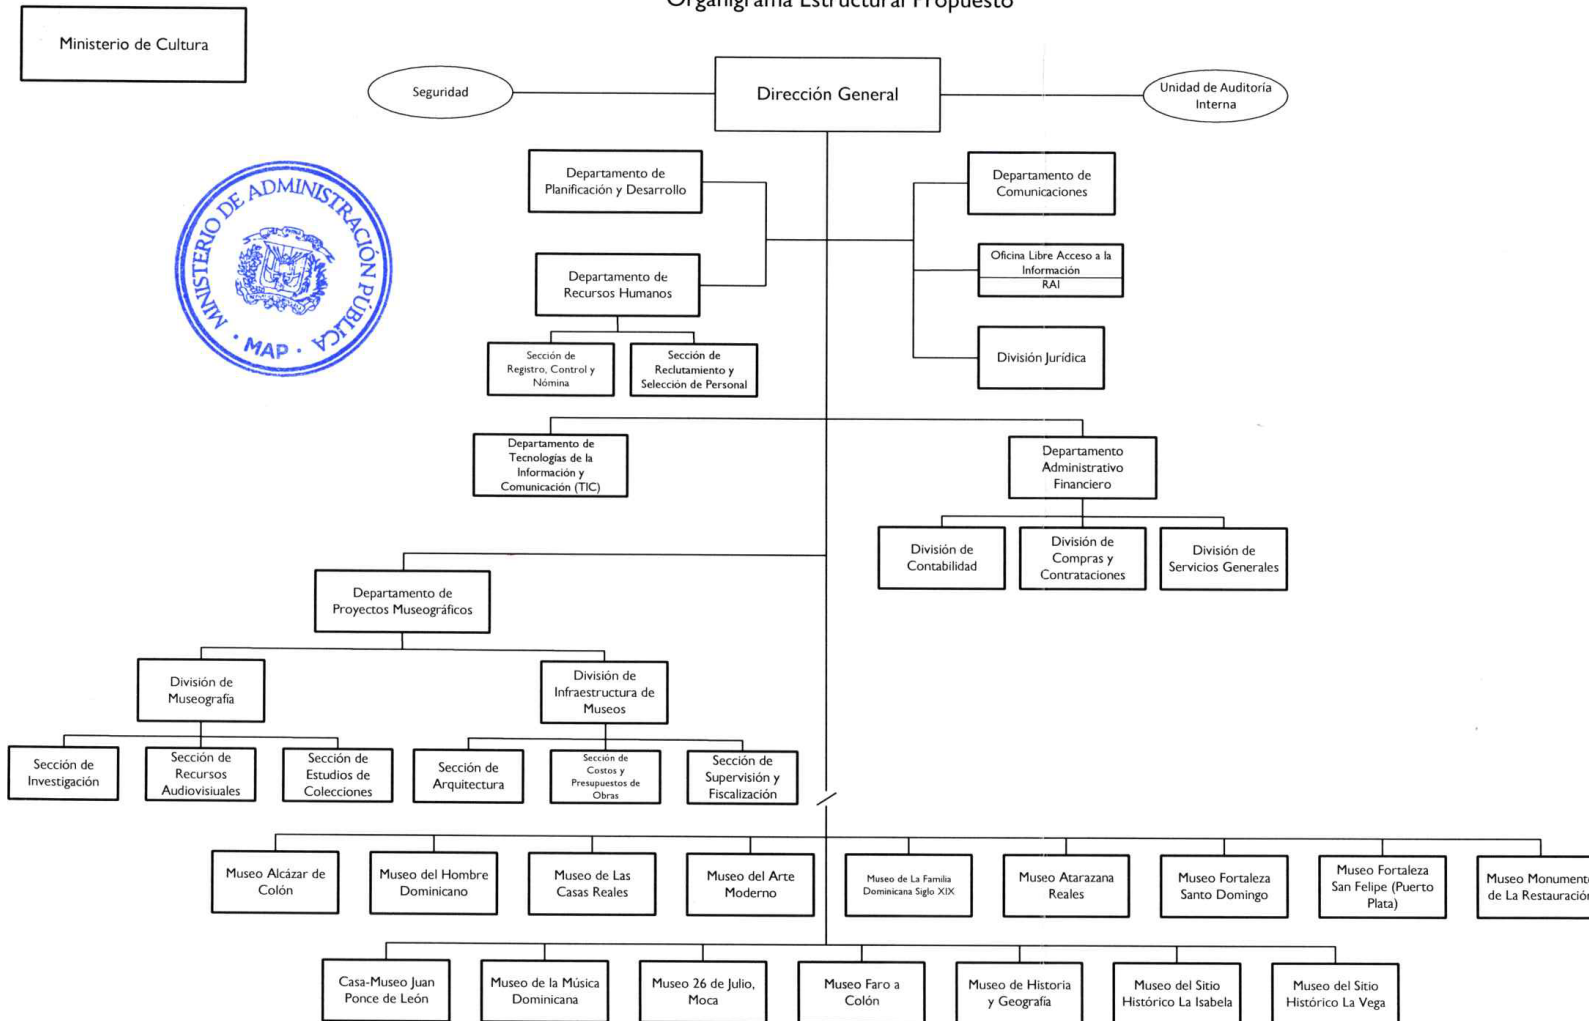 Organigrama Estructural Propuesto
Ministerio de Cultura
Seguridad
Dirección General
Unidad de Auditoría
Interna
MINISTERIO DE ADMINISTRACIÓN PÚBLICA
· MAP ·
Departamento de
Planificación y Desarrollo
Departamento de
Comunicaciones
Departamento de
Recursos Humanos
Oficina Libre Acceso a la
Información
RAI
Sección de
Registro, Control y
Nómina
Sección de
Reclutamiento y
Selección de Personal
División Jurídica
Departamento de
Tecnologías de la
Información y
Comunicación (TIC)
Departamento
Administrativo
Financiero
División de
Contabilidad
División de
Compras y
Contrataciones
División de
Servicios Generales
Departamento de
Proyectos Museográficos
División de
Museografía
División de
Infraestructura de
Museos
Sección de
Investigación
Sección de
Recursos
Audiovisiuales
Sección de
Estudios de
Colecciones
Sección de
Arquitectura
Sección de
Costos y
Presupuestos de
Obras
Sección de
Supervisión y
Fiscalización
Museo Alcázar de
Colón
Museo del Hombre
Dominicano
Museo de Las
Casas Reales
Museo del Arte
Moderno
Museo de La Familia
Dominicana Siglo XIX
Museo Atarazana
Reales
Museo Fortaleza
Santo Domingo
Museo Fortaleza
San Felipe (Puerto
Plata)
Museo Monumento
de La Restauración
Casa-Museo Juan
Ponce de León
Museo de la Música
Dominicana
Museo 26 de Julio,
Moca
Museo Faro a
Colón
Museo de Historia
y Geografía
Museo del Sitio
Histórico La Isabela
Museo del Sitio
Histórico La Vega